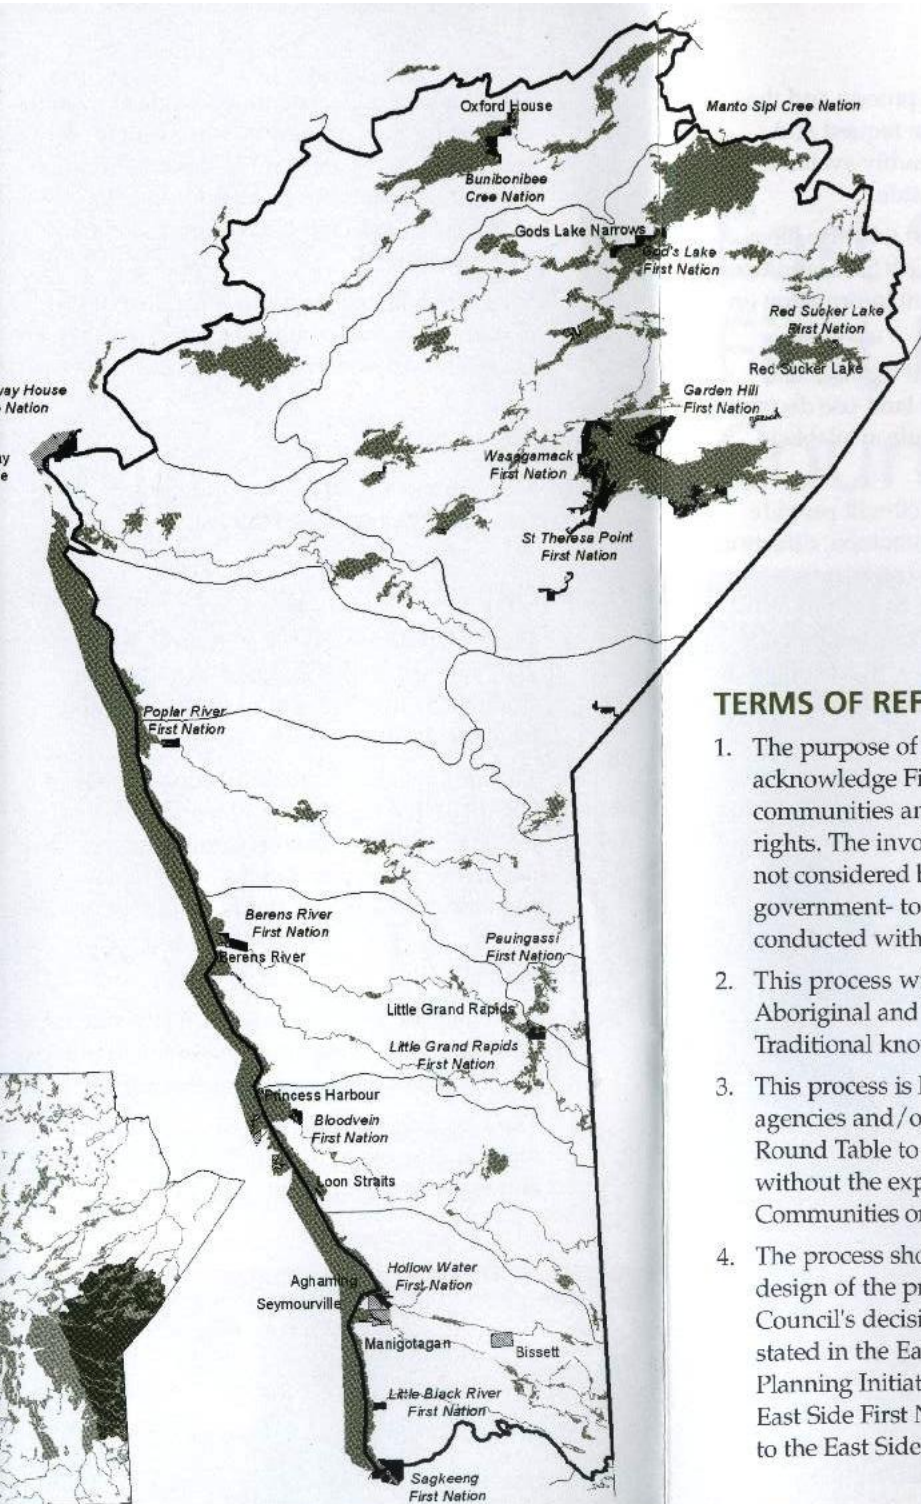 Oxford House
Manto Sipi Cree Nation
Bunibonibee
Cree Nation
Gods Lake Narrows
God's Lake
First Nation
Red Sucker Lake
First Nation
Red Sucker Lake
way House
Nation
Garden Hill
First Nation
Wasagamack
First Nation
St Theresa Point
First Nation
Poplar River
First Nation
Berens River
First Nation
Berens River
Pauingassi
First Nation
Little Grand Rapids
Little Grand Rapids
First Nation
Princess Harbour
Bloodvein
First Nation
Loon Straits
Hollow Water
First Nation
Aghaming
Seymourville
Manigotagan
Bissett
Little Black River
First Nation
Sagkeeng
First Nation
TERMS OF REF
1. The purpose of
acknowledge Fi
communities an
rights. The invo
not considered b
government- to
conducted with
2. This process w
Aboriginal and
Traditional kno
3. This process is
agencies and/o
Round Table to
without the exp
Communities o
4. The process sho
design of the pr
Council's decisi
stated in the Ea
Planning Initiat
East Side First N
to the East Side